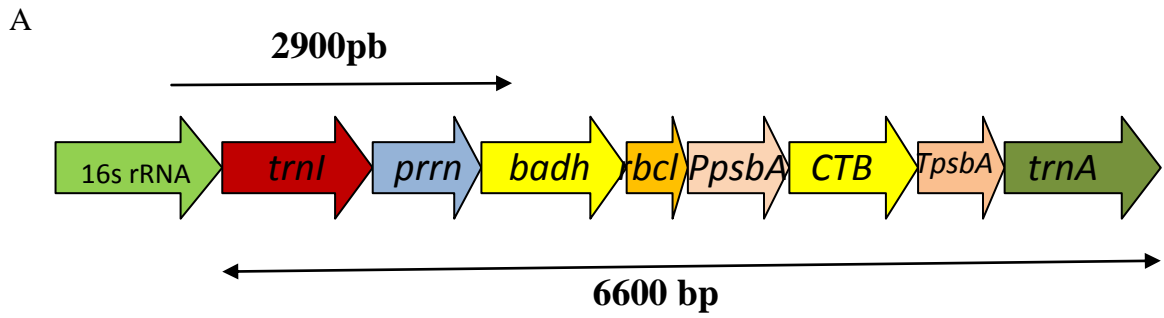 A
2900pb
16s rRNA trnI prrn badh rbcl PpsbA CTB TpsbA trnA
6600 bp